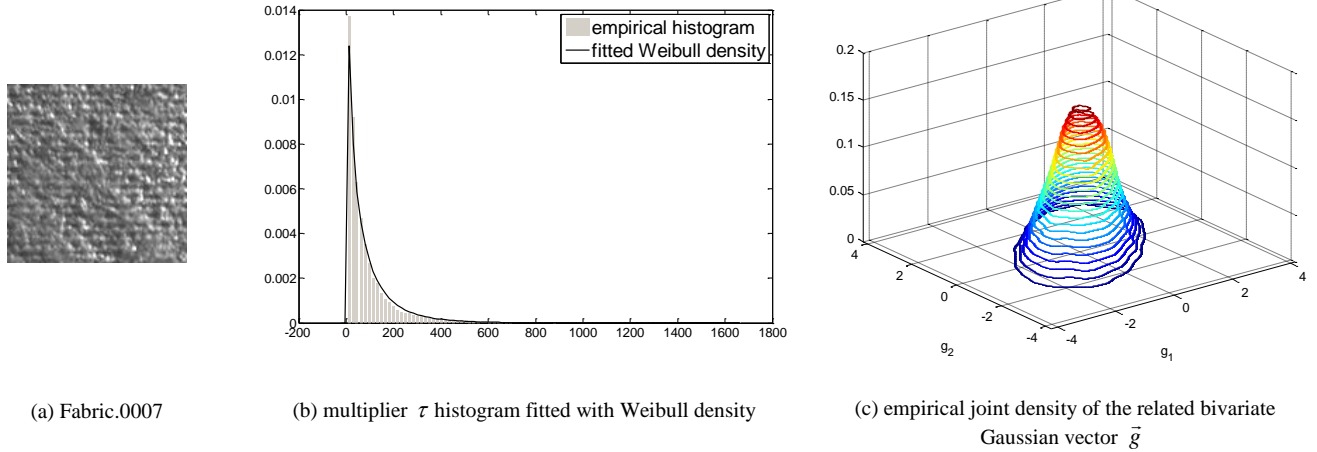 0.014
0.012
0.01
0.008
0.006
0.004
0.002
0
-200 0 200 400 600 800 1000 1200 1400 1600 1800
empirical histogram
fitted Weibull density
0.2
0.15
0.1
0.05
0
4
2
0
-2
-4
g2
-4
-2
0
2
4
g1
(a) Fabric.0007
(b) multiplier τ histogram fitted with Weibull density
(c) empirical joint density of the related bivariate
Gaussian vector g⃗